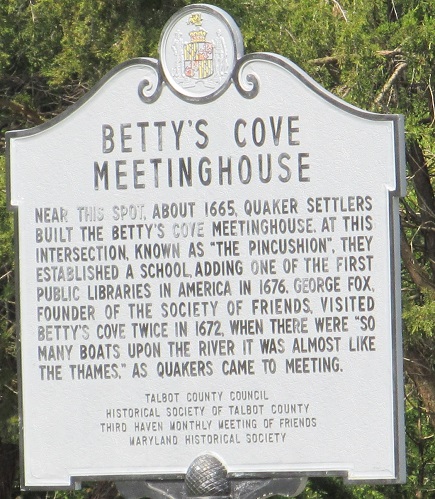 BETTY'S COVE
MEETINGHOUSE
NEAR THIS SPOT, ABOUT 1665, QUAKER SETTLERS
BUILT THE BETTY'S COVE MEETINGHOUSE. AT THIS
INTERSECTION, KNOWN AS "THE PINCUSHION", THEY
ESTABLISHED A SCHOOL, ADDING ONE OF THE FIRST
PUBLIC LIBRARIES IN AMERICA IN 1676. GEORGE FOX,
FOUNDER OF THE SOCIETY OF FRIENDS, VISITED
BETTY'S COVE TWICE IN 1672, WHEN THERE WERE "SO
MANY BOATS UPON THE RIVER IT WAS ALMOST LIKE
THE THAMES," AS QUAKERS CAME TO MEETING.
TALBOT COUNTY COUNCIL
HISTORICAL SOCIETY OF TALBOT COUNTY
THIRD HAVEN MONTHLY MEETING OF FRIENDS
MARYLAND HISTORICAL SOCIETY